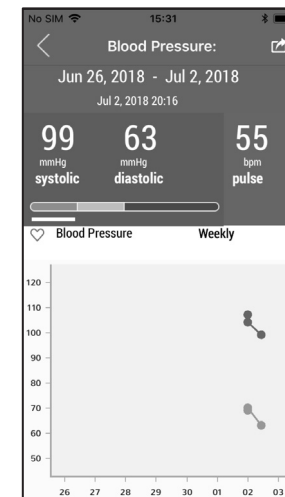 No SIM 15:31
Blood Pressure:
Jun 26, 2018 - Jul 2, 2018
Jul 2, 2018 20:16
99 63 55
mmHg mmHg bpm
systolic diastolic pulse
Blood Pressure Weekly
120
110
100
90
80
70
60
50
26 27 28 29 30 01 02 03